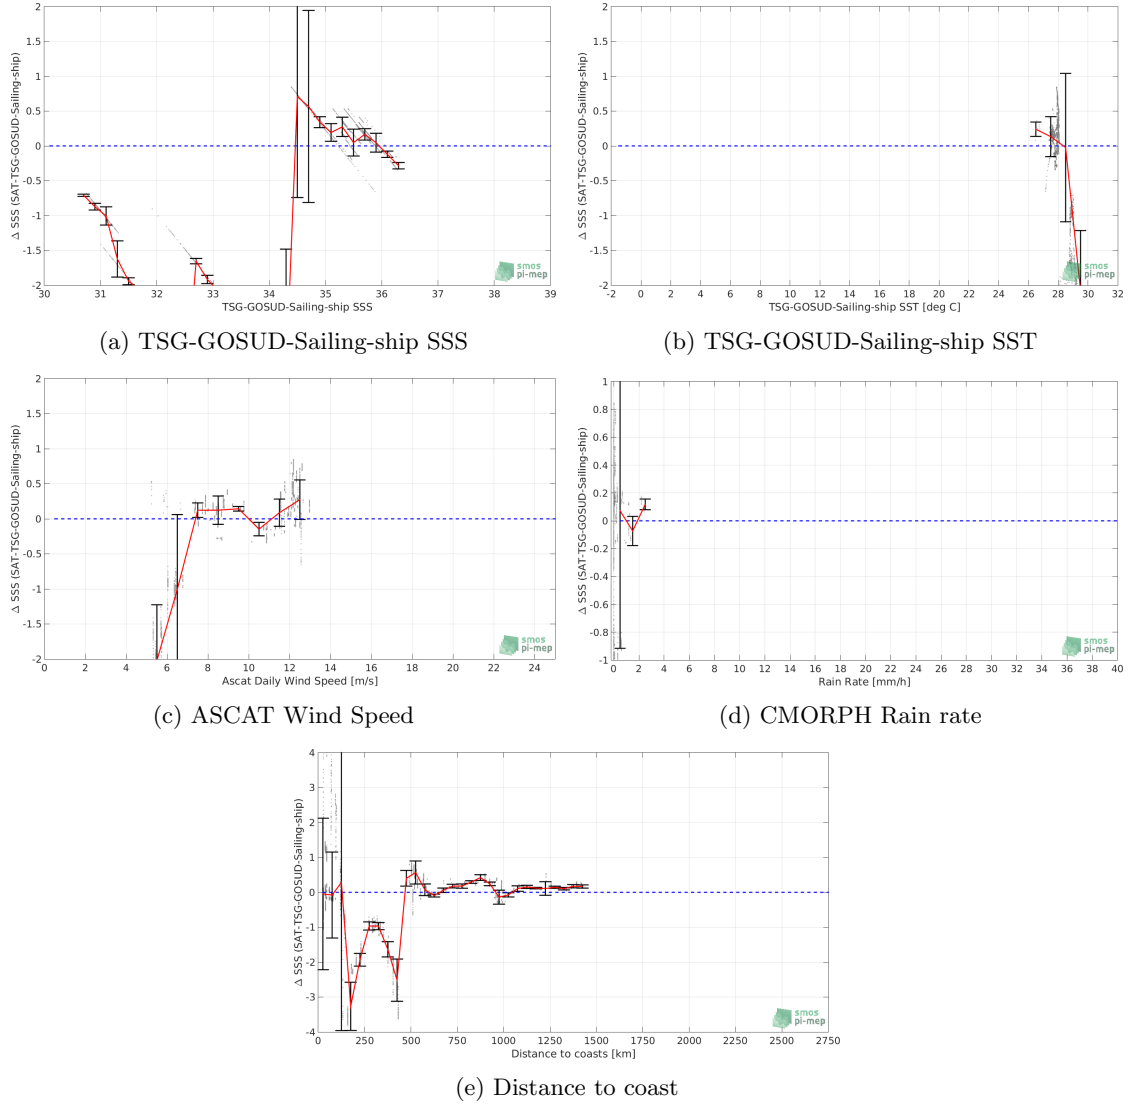 2
1.5
1
0.5
0
-0.5
-1
-1.5
-2
Δ SSS (SAT-TSG-GOSUD-Sailing-ship)
30 31 32 33 34 35 36 37 38 39
TSG-GOSUD-Sailing-ship SSS
smos
pi-mep
(a) TSG-GOSUD-Sailing-ship SSS
2
1.5
1
0.5
0
-0.5
-1
-1.5
-2
Δ SSS (SAT-TSG-GOSUD-Sailing-ship)
-2 0 2 4 6 8 10 12 14 16 18 20 22 24 26 28 30 32
TSG-GOSUD-Sailing-ship SST [deg C]
smos
pi-mep
(b) TSG-GOSUD-Sailing-ship SST
2
1.5
1
0.5
0
-0.5
-1
-1.5
-2
Δ SSS (SAT-TSG-GOSUD-Sailing-ship)
0 2 4 6 8 10 12 14 16 18 20 22 24
Ascat Daily Wind Speed [m/s]
smos
pi-mep
(c) ASCAT Wind Speed
1
0.8
0.6
0.4
0.2
0
-0.2
-0.4
-0.6
-0.8
-1
Δ SSS (SAT-TSG-GOSUD-Sailing-ship)
0 2 4 6 8 10 12 14 16 18 20 22 24 26 28 30 32 34 36 38 40
Rain Rate [mm/h]
smos
pi-mep
(d) CMORPH Rain rate
4
3
2
1
0
-1
-2
-3
-4
Δ SSS (SAT-TSG-GOSUD-Sailing-ship)
0 250 500 750 1000 1250 1500 1750 2000 2250 2500 2750
Distance to coasts [km]
smos
pi-mep
(e) Distance to coast